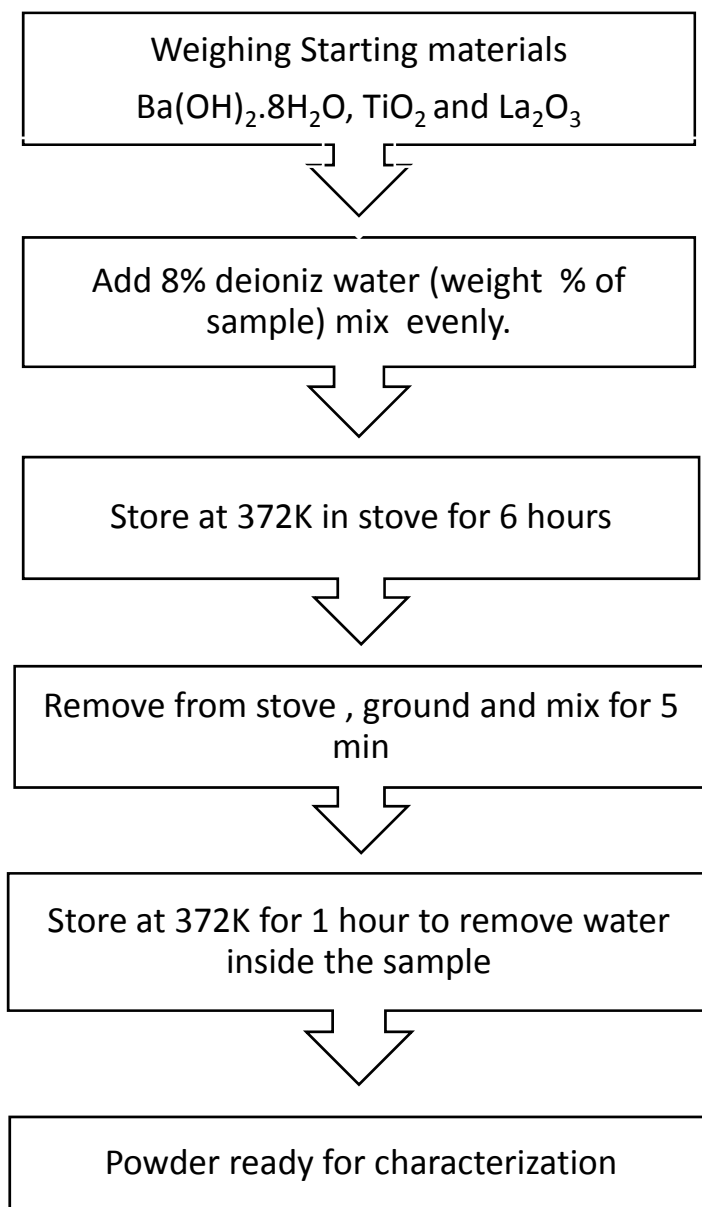 Weighing Starting materials
Ba(OH)₂.8H₂O, TiO₂ and La₂O₃
Add 8% deioniz water (weight % of
sample) mix evenly.
Store at 372K in stove for 6 hours
Remove from stove , ground and mix for 5
min
Store at 372K for 1 hour to remove water
inside the sample
Powder ready for characterization